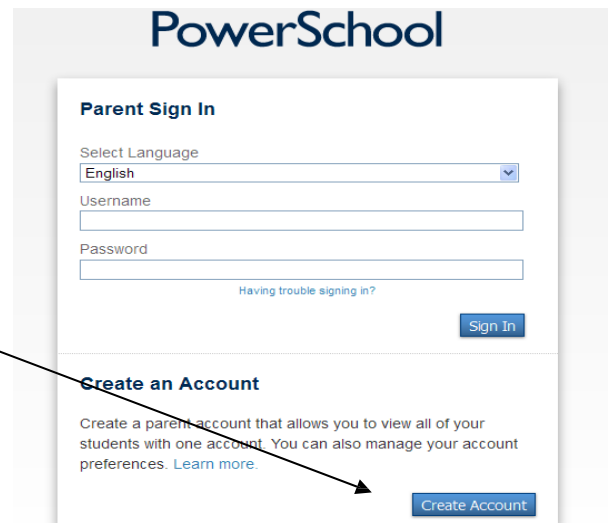 PowerSchool
Parent Sign In
Select Language
English
Username
Password
Having trouble signing in?
Sign In
Create an Account
Create a parent account that allows you to view all of your
students with one account. You can also manage your account
preferences. Learn more.
Create Account